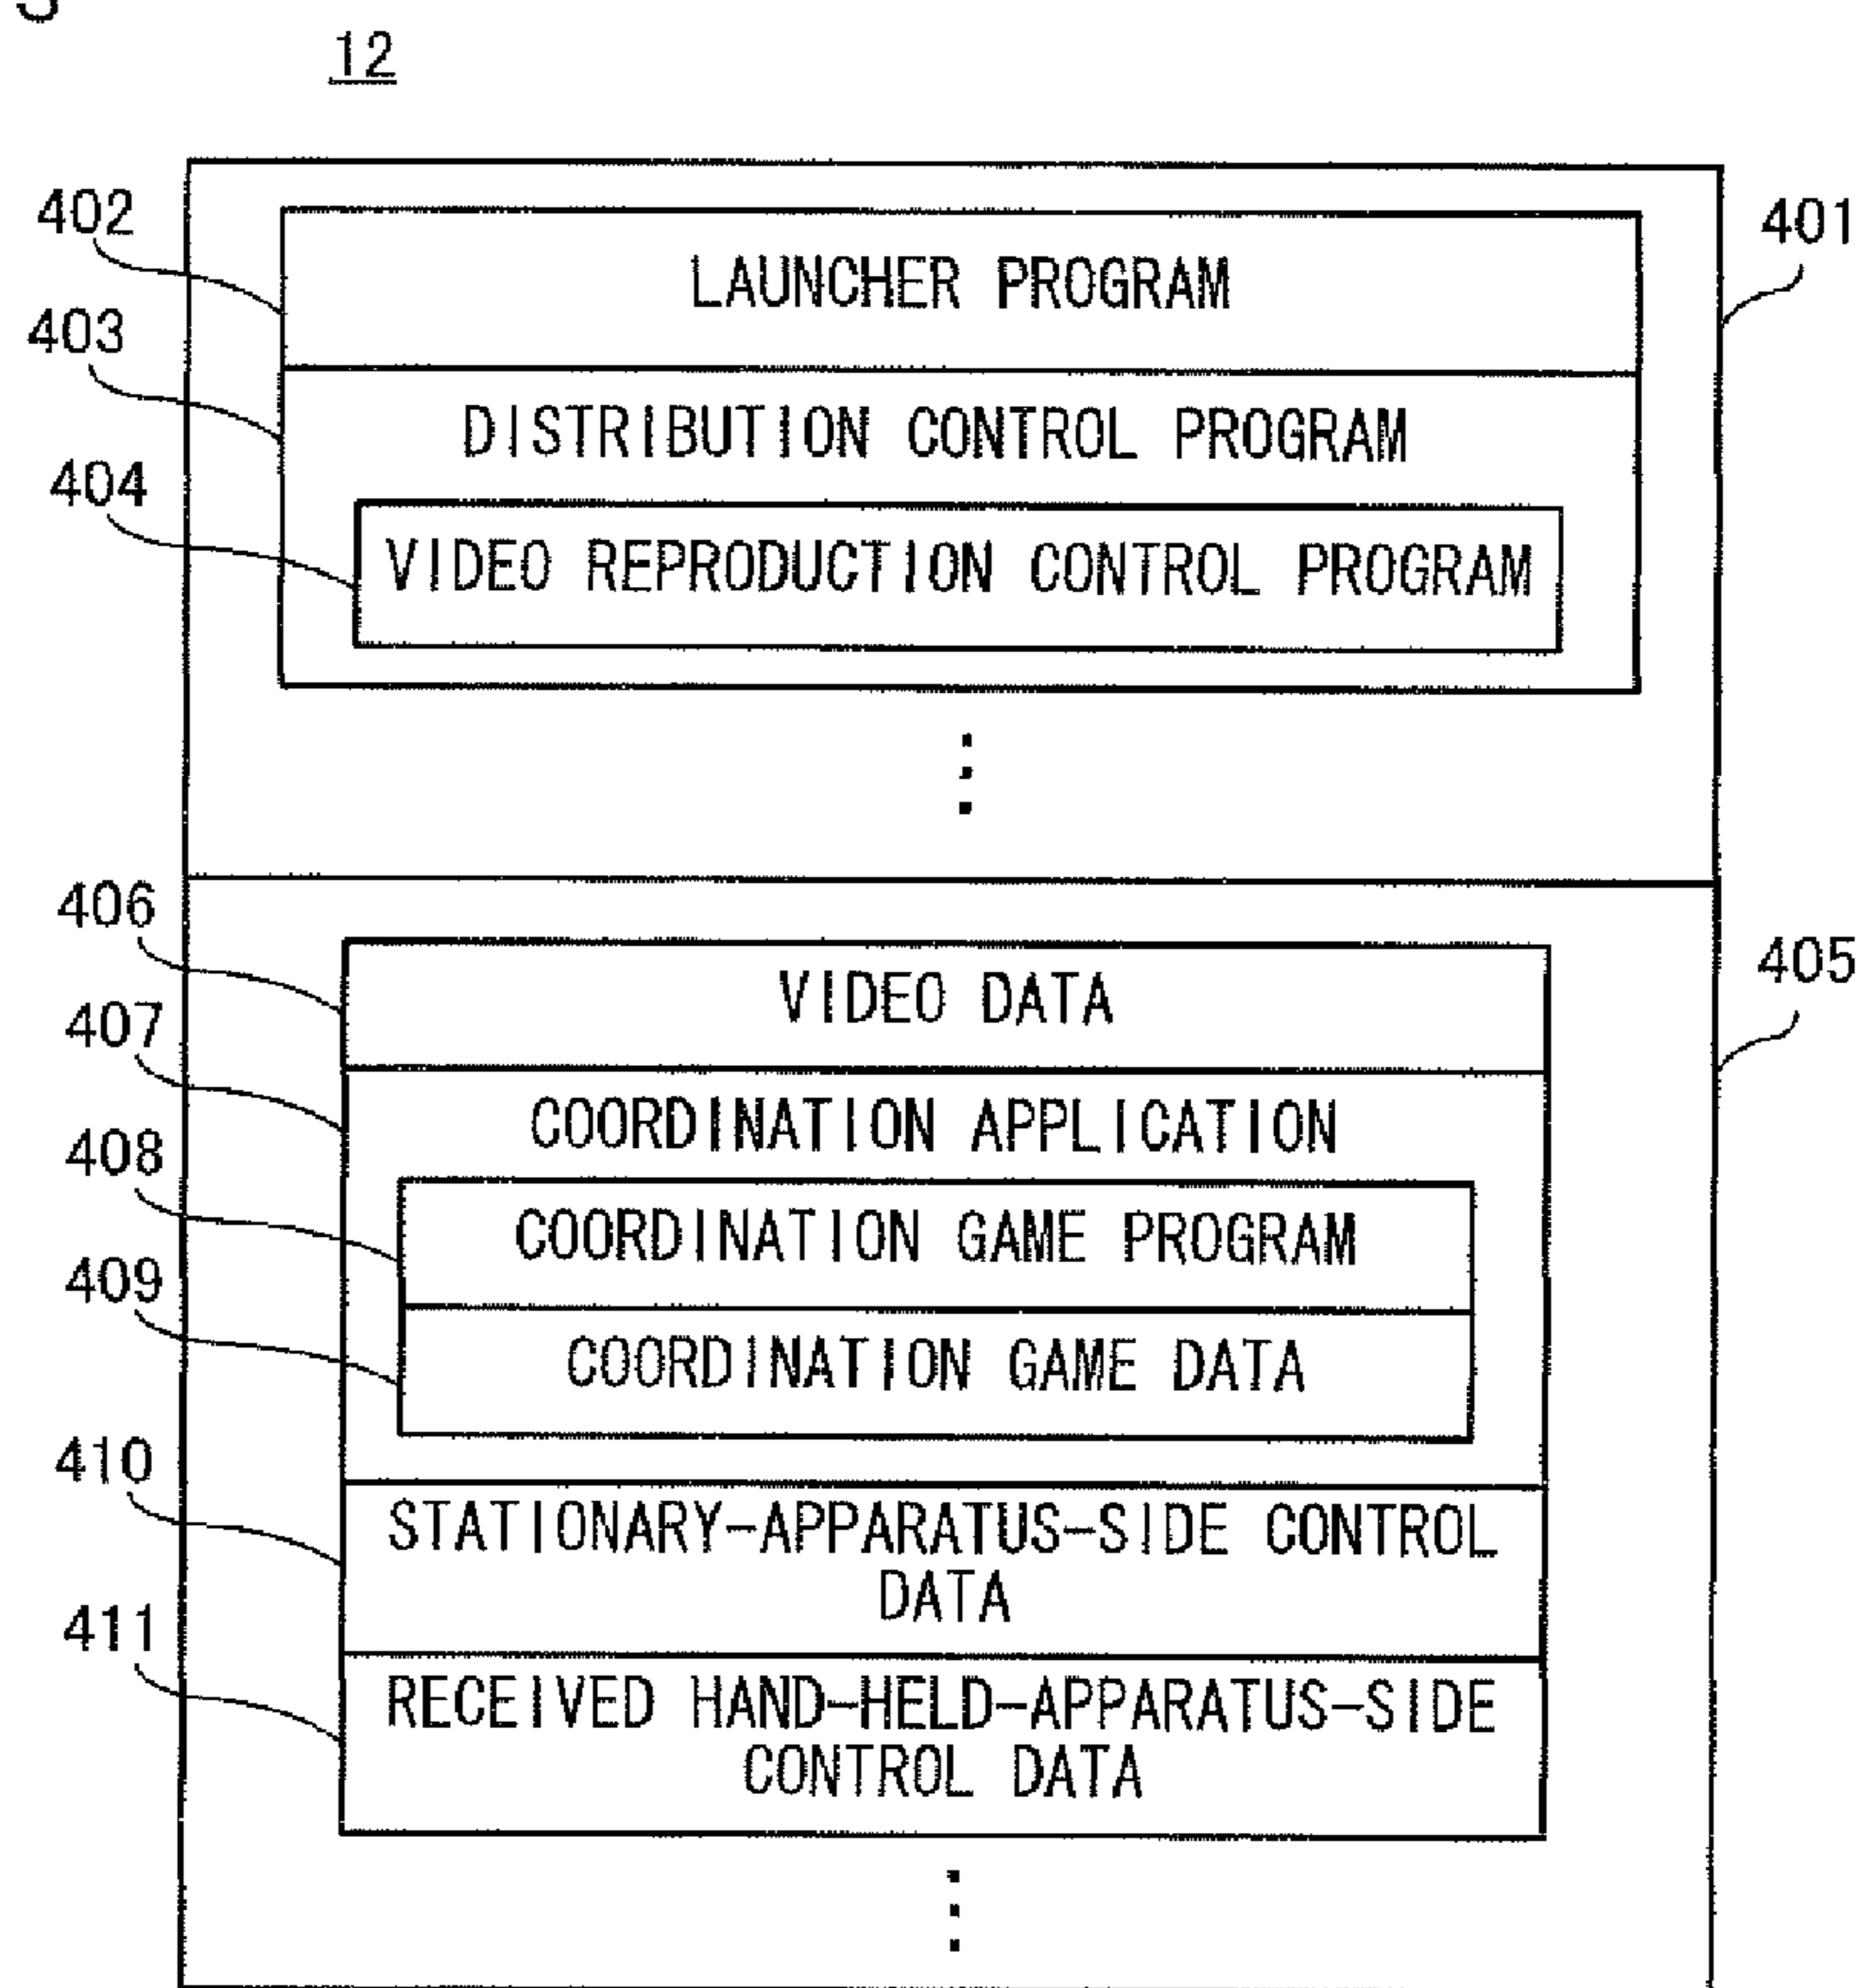 12
402
LAUNCHER PROGRAM
401
403
DISTRIBUTION CONTROL PROGRAM
404
VIDEO REPRODUCTION CONTROL PROGRAM
406
VIDEO DATA
405
407
COORDINATION APPLICATION
408
COORDINATION GAME PROGRAM
409
COORDINATION GAME DATA
410
STATIONARY-APPARATUS-SIDE CONTROL
DATA
411
RECEIVED HAND-HELD-APPARATUS-SIDE
CONTROL DATA